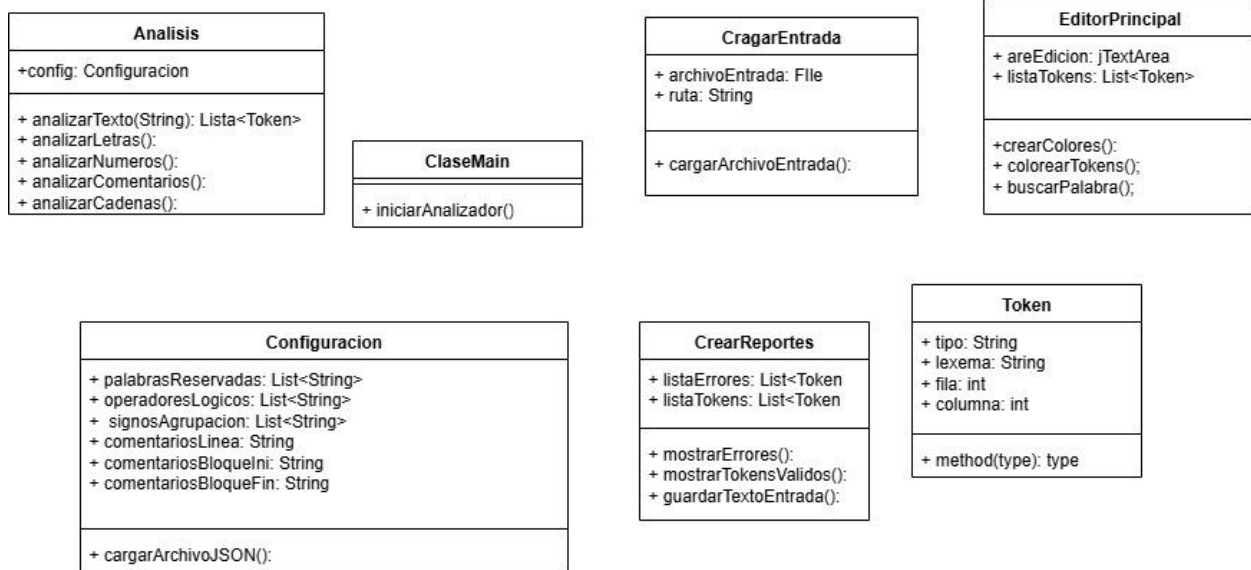 Analisis
+config: Configuracion
+ analizarTexto(String): Lista<Token>
+ analizarLetras():
+ analizarNumeros():
+ analizarComentarios():
+ analizarCadenas():
ClaseMain
+ iniciarAnalizador()
CragarEntrada
+ archivoEntrada: FIle
+ ruta: String
+ cargarArchivoEntrada():
EditorPrincipal
+ areEdicion: jTextArea
+ listaTokens: List<Token>
+crearColores():
+ colorearTokens();
+ buscarPalabra();
Configuracion
+ palabrasReservadas: List<String>
+ operadoresLogicos: List<String>
+ signosAgrupacion: List<String>
+ comentariosLinea: String
+ comentariosBloqueIni: String
+ comentariosBloqueFin: String
+ cargarArchivoJSON():
CrearReportes
+ listaErrores: List<Token
+ listaTokens: List<Token
+ mostrarErrores():
+ mostrarTokensValidos():
+ guardarTextoEntrada():
Token
+ tipo: String
+ lexema: String
+ fila: int
+ columna: int
+ method(type): type